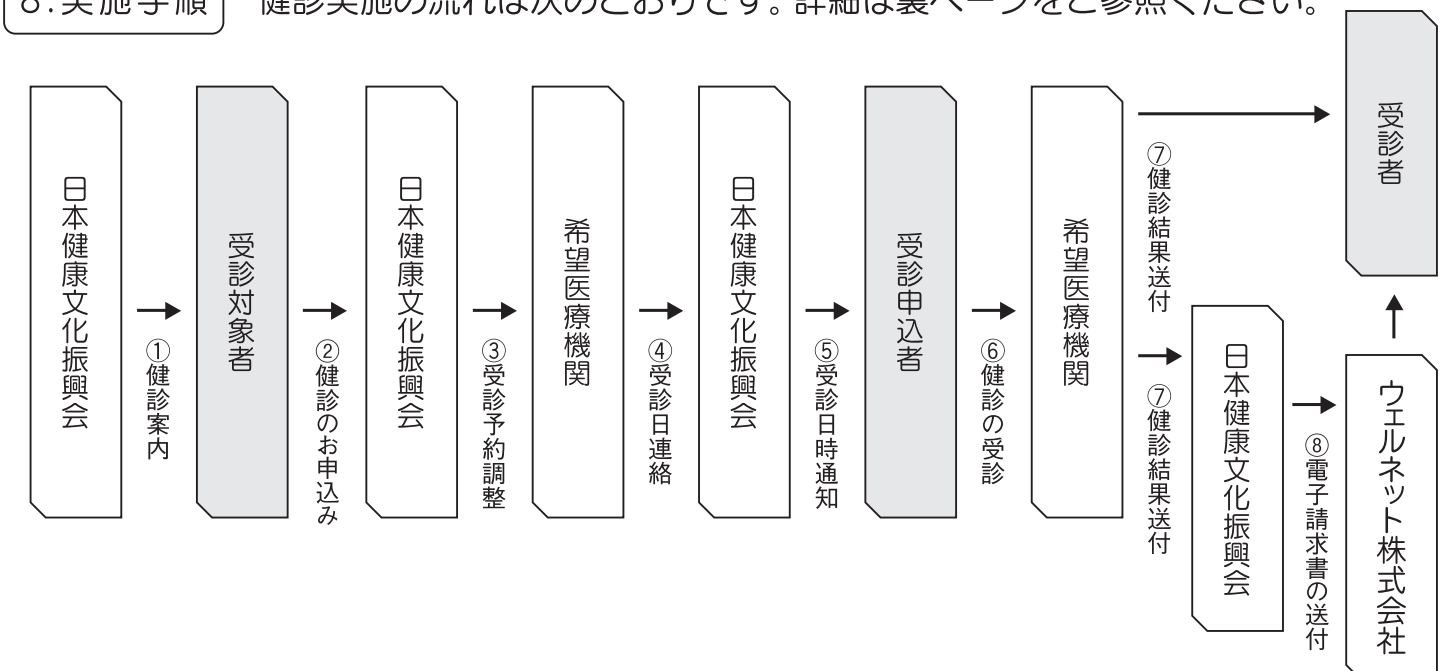 8.実施手順
健診実施の流れは次のとおりです。詳細は裏ページをご参照ください。
日本健康文化振興会
①健診案内
受診対象者
②健診のお申込み
日本健康文化振興会
③受診予約調整
希望医療機関
④受診日連絡
日本健康文化振興会
⑤受診日時通知
受診申込者
⑥健診の受診
希望医療機関
⑦健診結果送付
受診者
⑦健診結果送付
日本健康文化振興会
⑧電子請求書の送付
ウェルネット株式会社